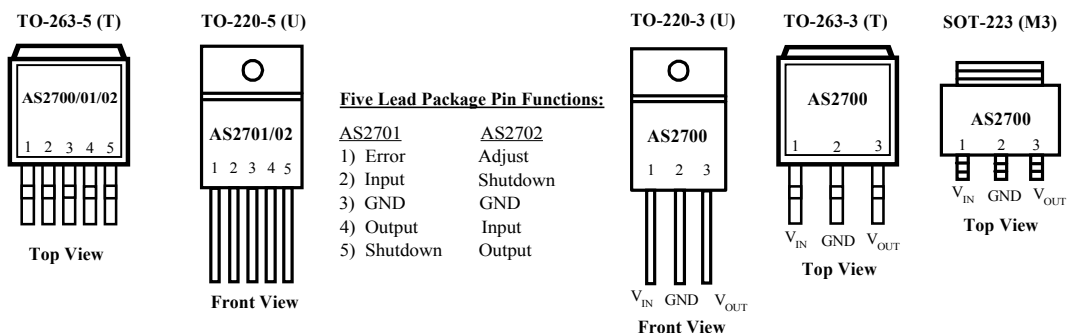 TO-263-5 (T)
AS2700/01/02
1 2 3 4 5
Top View
TO-220-5 (U)
AS2701/02
1 2 3 4 5
Front View
Five Lead Package Pin Functions:
AS2701 AS2702
1) Error Adjust
2) Input Shutdown
3) GND GND
4) Output Input
5) Shutdown Output
TO-220-3 (U)
AS2700
1 2 3
VIN GND VOUT
Front View
TO-263-3 (T)
AS2700
1 2 3
VIN GND VOUT
Top View
SOT-223 (M3)
AS2700
1 2 3
VIN GND VOUT
Top View